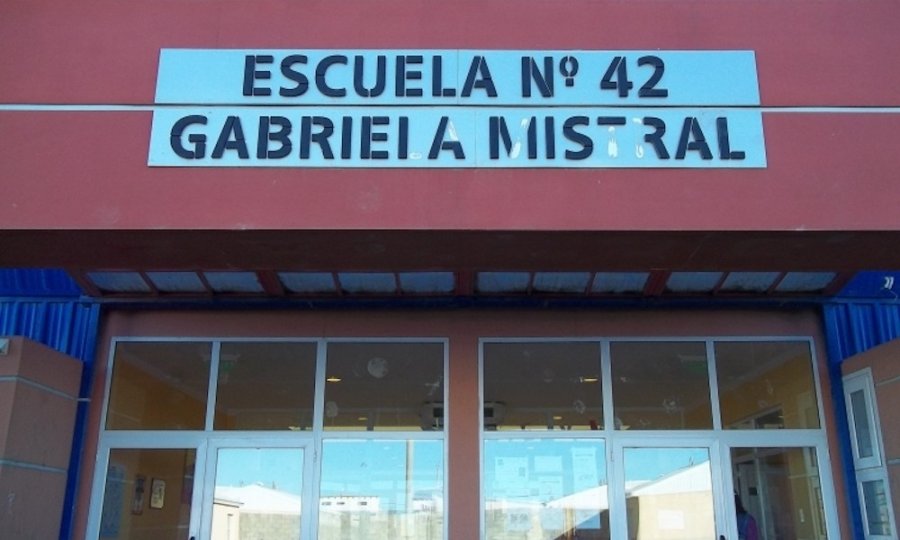 ESCUELA Nº 42
GABRIELA MISTRAL